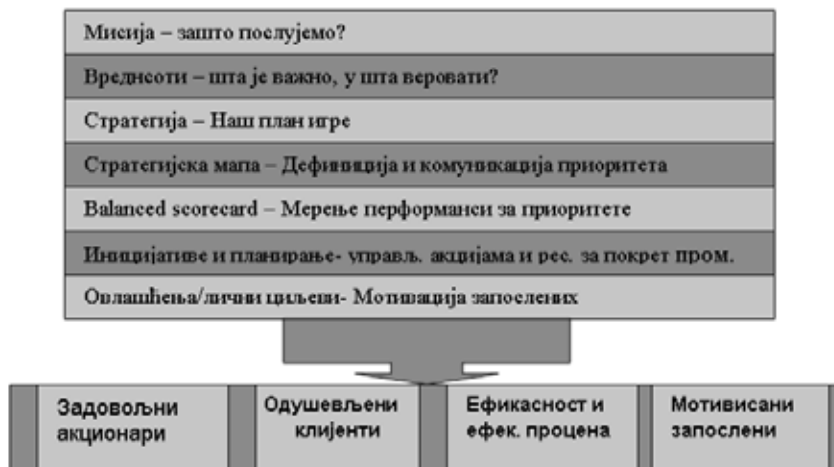 Мисија – зашто послујемо?
Вредисоти – шта је важно, у шта веровати?
Стратегија – Наш план игре
Стратегијска мапа – Дефиниција и комуникација приоритета
Balanced scorecard – Мерење перформанси за приоритете
Иницијативе и планирање- управљ. акцијама и рес. за покрет пром.
Овлашћења/лични циљеви- Мотивација запослених
Задовољни
акционари
Одушевљени
клијенти
Ефикасност и
ефек. процена
Мотивисани
запослени